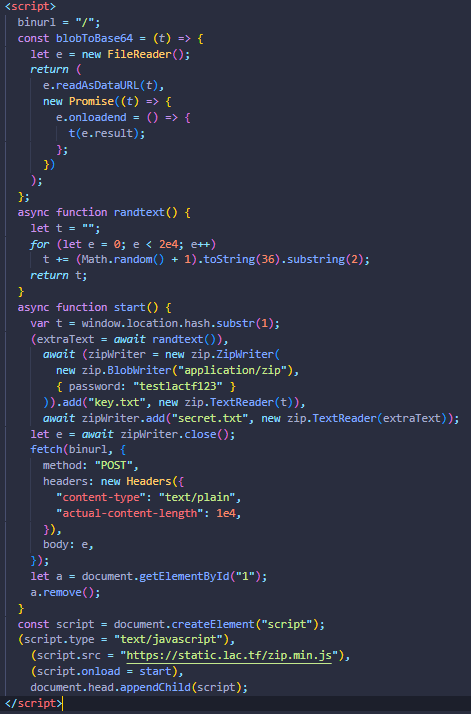 <script>
binurl = "/";
const blobToBase64 = (t) => {
let e = new FileReader();
return (
e.readAsDataURL(t),
new Promise((t) => {
e.onloadend = () => {
t(e.result);
};
})
);
};
async function randtext() {
let t = "";
for (let e = 0; e < 2e4; e++)
t += (Math.random() + 1).toString(36).substring(2);
return t;
}
async function start() {
var t = window.location.hash.substr(1);
(extraText = await randtext()),
await (zipWriter = new zip.ZipWriter(
new zip.BlobWriter("application/zip"),
{ password: "testlactf123" }
)).add("key.txt", new zip.TextReader(t)),
await zipWriter.add("secret.txt", new zip.TextReader(extraText));
let e = await zipWriter.close();
fetch(binurl, {
method: "POST",
headers: new Headers({
"content-type": "text/plain",
"actual-content-length": 1e4,
}),
body: e,
});
let a = document.getElementById("1");
a.remove();
}
const script = document.createElement("script");
(script.type = "text/javascript"),
(script.src = "https://static.lac.tf/zip.min.js"),
(script.onload = start),
document.head.appendChild(script);
</script>